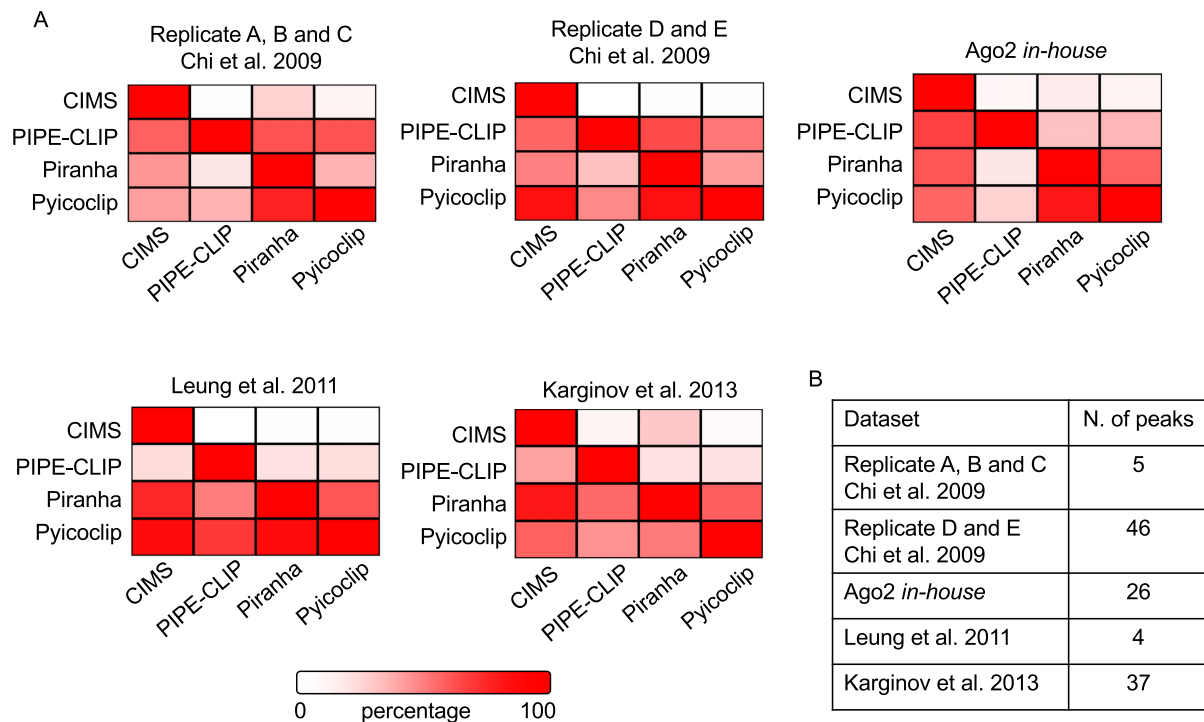 A
Replicate A, B and C
Chi et al. 2009
CIMS
PIPE-CLIP
Piranha
Pyicoclip
CIMS
PIPE-CLIP
Piranha
Pyicoclip
Replicate D and E
Chi et al. 2009
CIMS
PIPE-CLIP
Piranha
Pyicoclip
CIMS
PIPE-CLIP
Piranha
Pyicoclip
Ago2 in-house
CIMS
PIPE-CLIP
Piranha
Pyicoclip
CIMS
PIPE-CLIP
Piranha
Pyicoclip
Leung et al. 2011
CIMS
PIPE-CLIP
Piranha
Pyicoclip
CIMS
PIPE-CLIP
Piranha
Pyicoclip
Karginov et al. 2013
CIMS
PIPE-CLIP
Piranha
Pyicoclip
CIMS
PIPE-CLIP
Piranha
Pyicoclip
0 percentage 100
B
Dataset N. of peaks
Replicate A, B and C 5
Chi et al. 2009
Replicate D and E 46
Chi et al. 2009
Ago2 in-house 26
Leung et al. 2011 4
Karginov et al. 2013 37